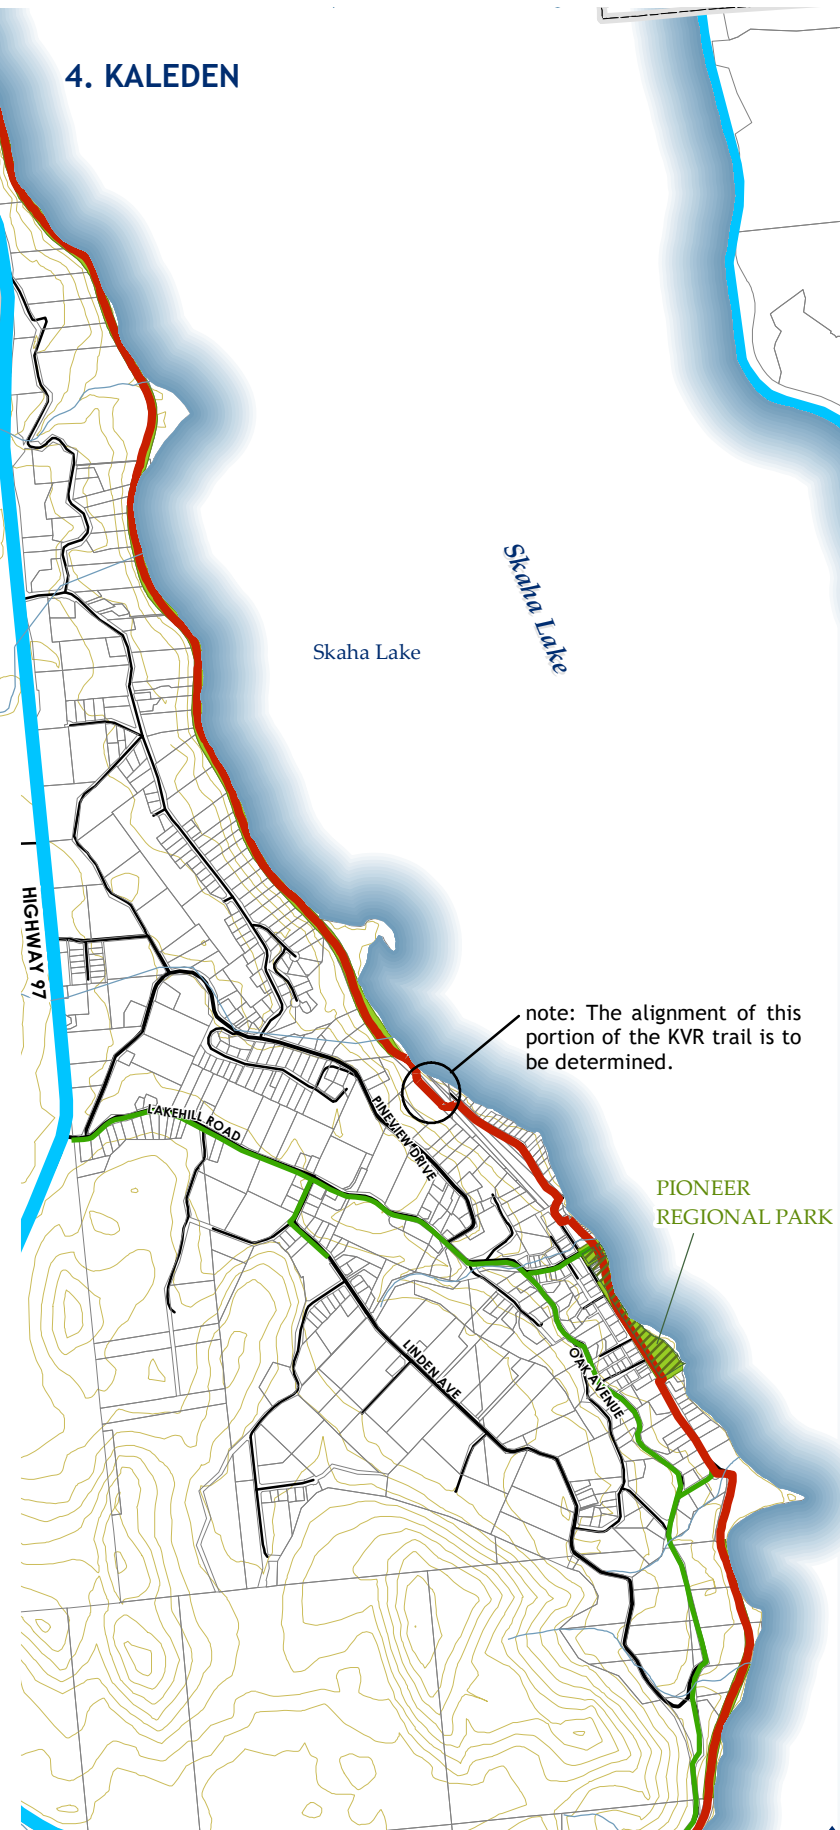 4. KALEDEN
Skaha Lake
Skaha Lake
HIGHWAY 97
note: The alignment of this
portion of the KVR trail is to
be determined.
LAKEHILL ROAD
PINEVIEW DRIVE
PIONEER
REGIONAL PARK
LINDEN AVE
OAK AVENUE